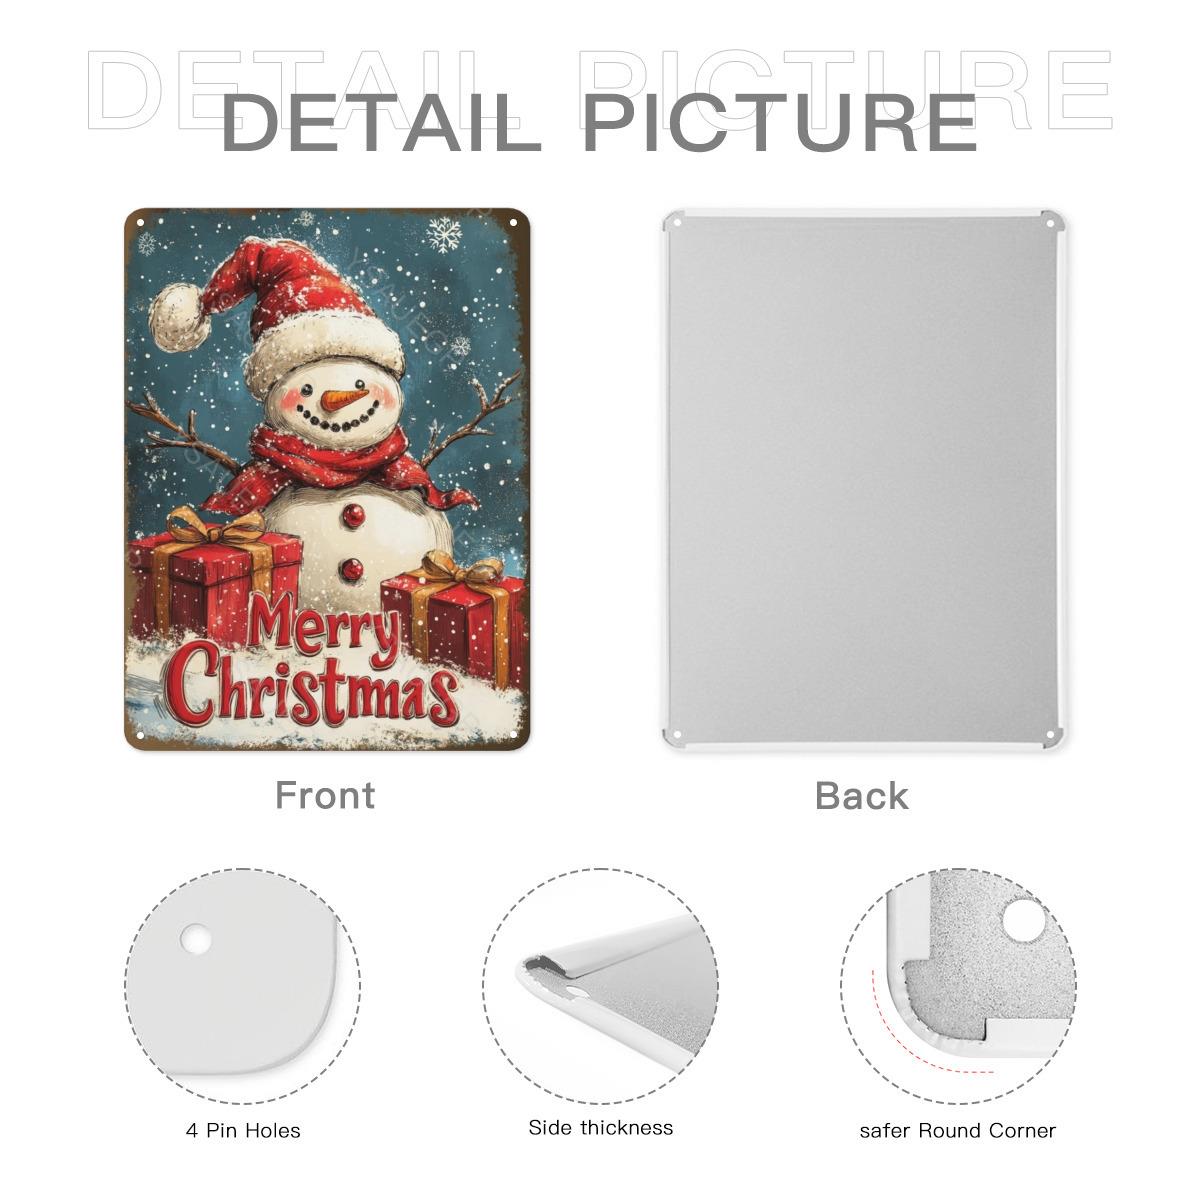 DETAIL PICTURE
DETAIL PICTURE
Merry
Christmas
Front
Back
4 Pin Holes
Side thickness
safer Round Corner